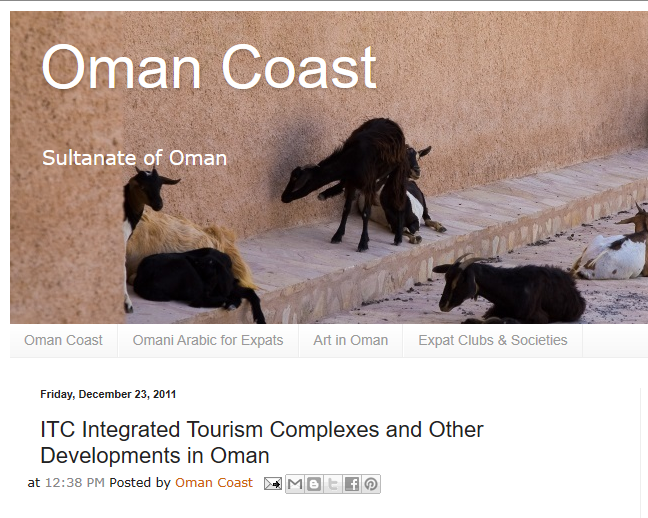 Oman Coast
Sultanate of Oman
Oman Coast Omani Arabic for Expats Art in Oman Expat Clubs & Societies
Friday, December 23, 2011
ITC Integrated Tourism Complexes and Other
Developments in Oman
at 12:38 PM Posted by Oman Coast